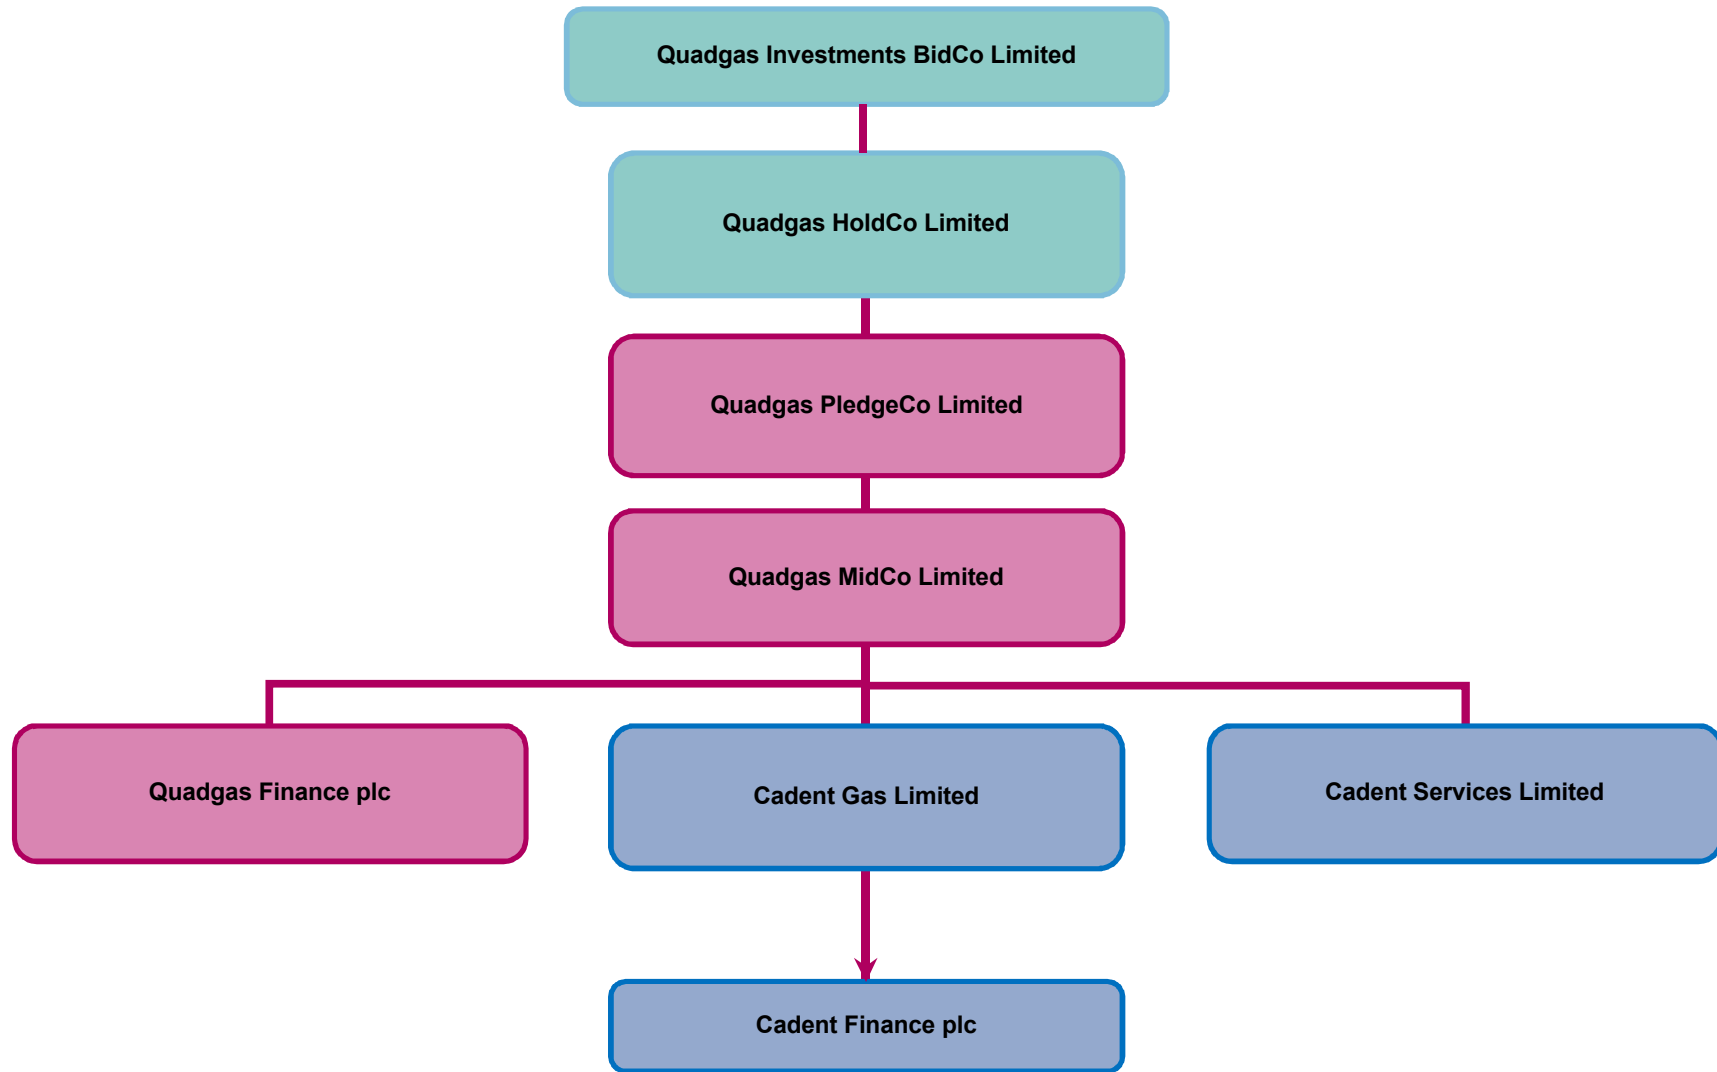 Quadgas Investments BidCo Limited
Quadgas HoldCo Limited
Quadgas PledgeCo Limited
Quadgas MidCo Limited
Quadgas Finance plc
Cadent Gas Limited
Cadent Services Limited
Cadent Finance plc